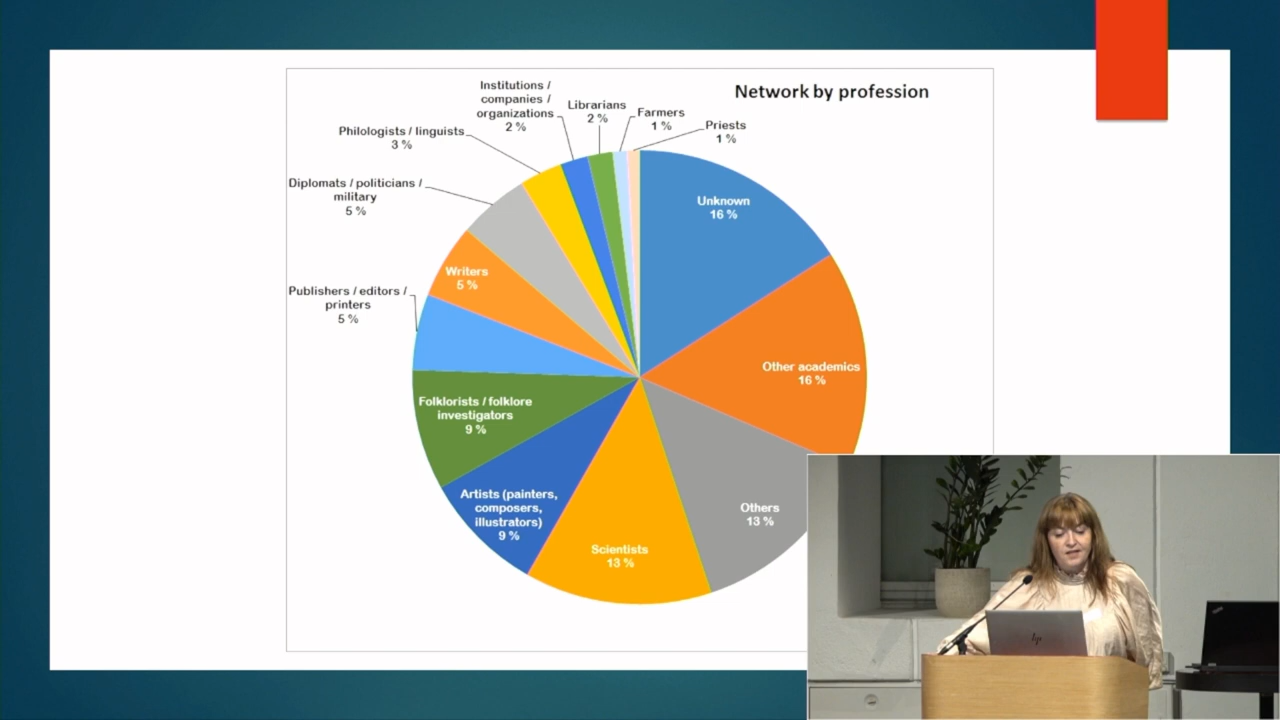 Network by profession
Institutions /
companies /
organizations
2 %
Librarians
2 %
Farmers
1 %
Priests
1 %
Philologists / linguists
3 %
Diplomats / politicians /
military
5 %
Writers
5 %
Publishers / editors /
printers
5 %
Folklorists / folklore
investigators
9 %
Artists (painters,
composers,
illustrators)
9 %
Scientists
13 %
Others
13 %
Other academics
16 %
Unknown
16 %
hp